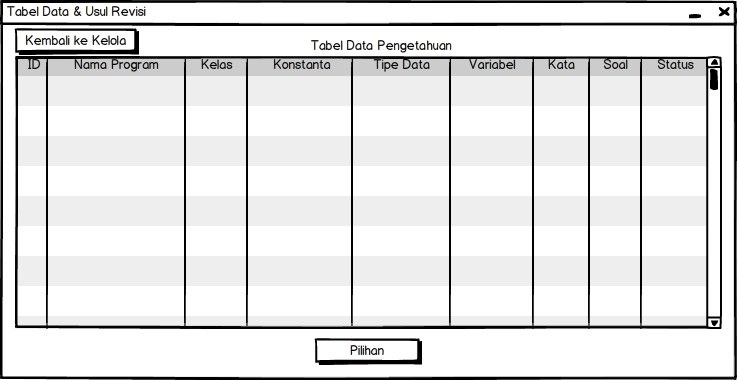 Tabel Data & Usul Revisi
Kembali ke Kelola
Tabel Data Pengetahuan
ID Nama Program Kelas Konstanta Tipe Data Variabel Kata Soal Status
Pilihan